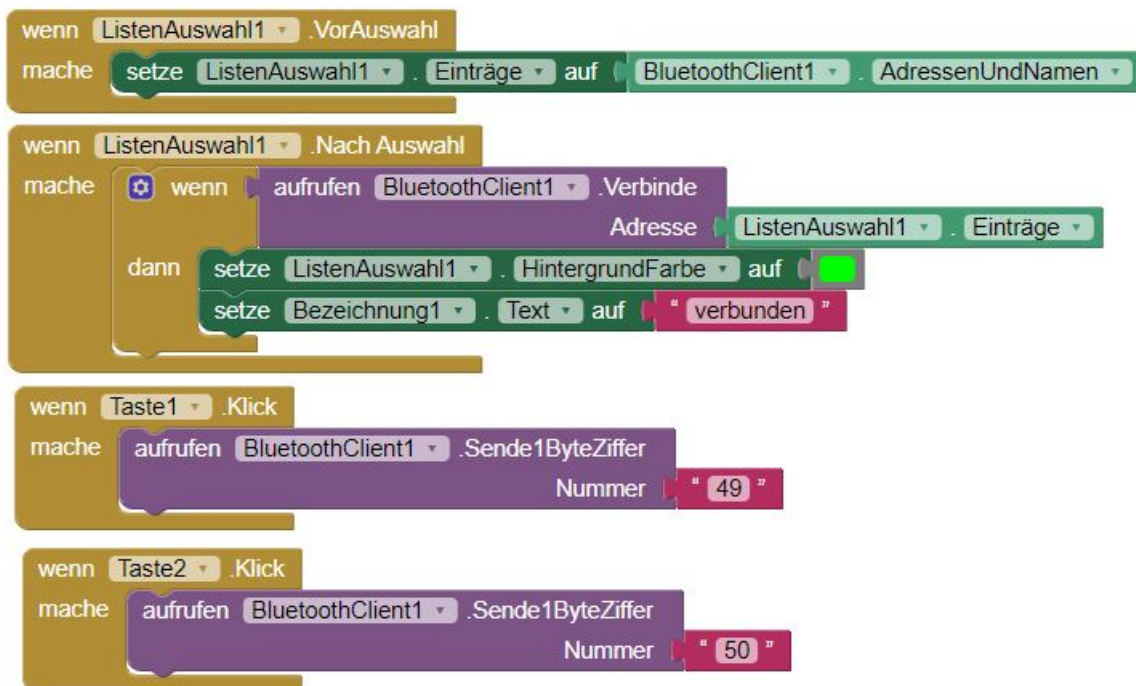 wenn ListenAuswahl1 .VorAuswahl
mache setze ListenAuswahl1 . Einträge auf BluetoothClient1 . AdressenUndNamen
wenn ListenAuswahl1 .Nach Auswahl
mache wenn aufrufen BluetoothClient1 .Verbinde
Adresse ListenAuswahl1 . Einträge
dann setze ListenAuswahl1 . HintergrundFarbe auf
setze Bezeichnung1 . Text auf " verbunden "
wenn Taste1 .Klick
mache aufrufen BluetoothClient1 .Sende1ByteZiffer
Nummer " 49 "
wenn Taste2 .Klick
mache aufrufen BluetoothClient1 .Sende1ByteZiffer
Nummer " 50 "